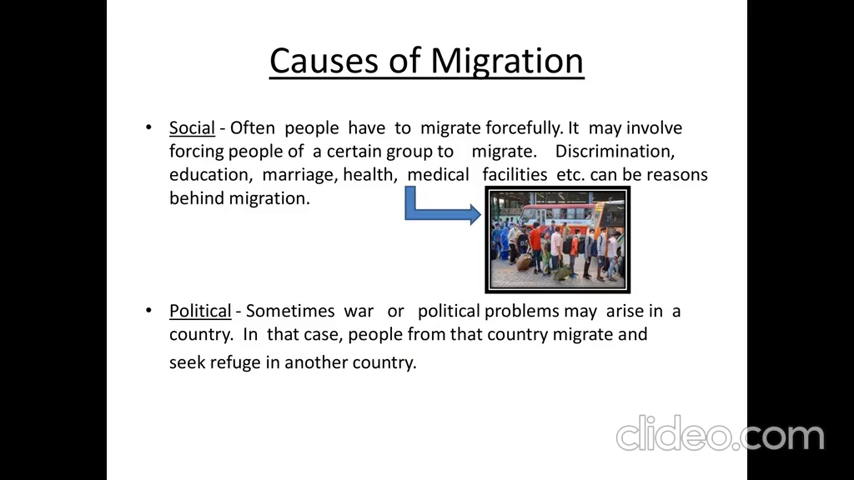 Causes of Migration
• Social - Often people have to migrate forcefully. It may involve
forcing people of a certain group to migrate. Discrimination,
education, marriage, health, medical facilities etc. can be reasons
behind migration.
• Political - Sometimes war or political problems may arise in a
country. In that case, people from that country migrate and
seek refuge in another country.
clideo.com